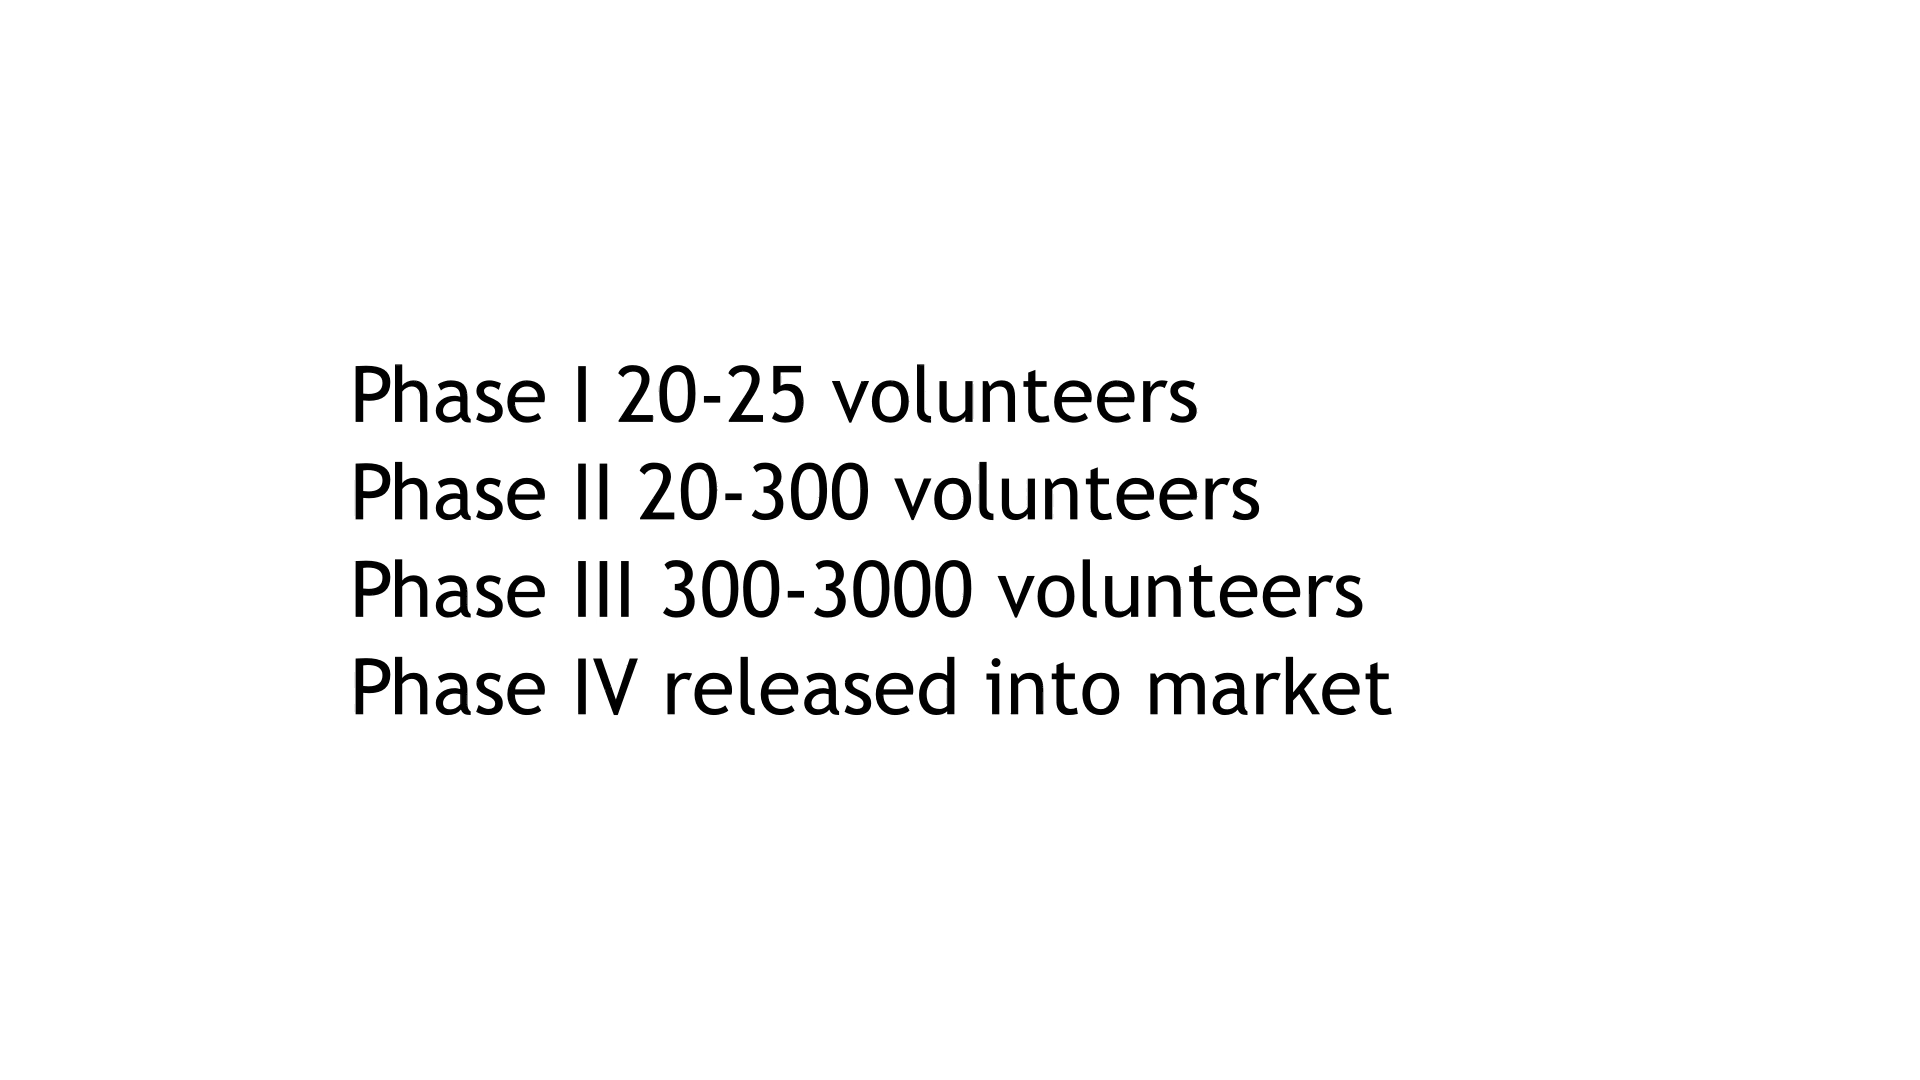 Phase I 20-25 volunteers
Phase II 20-300 volunteers
Phase III 300-3000 volunteers
Phase IV released into market